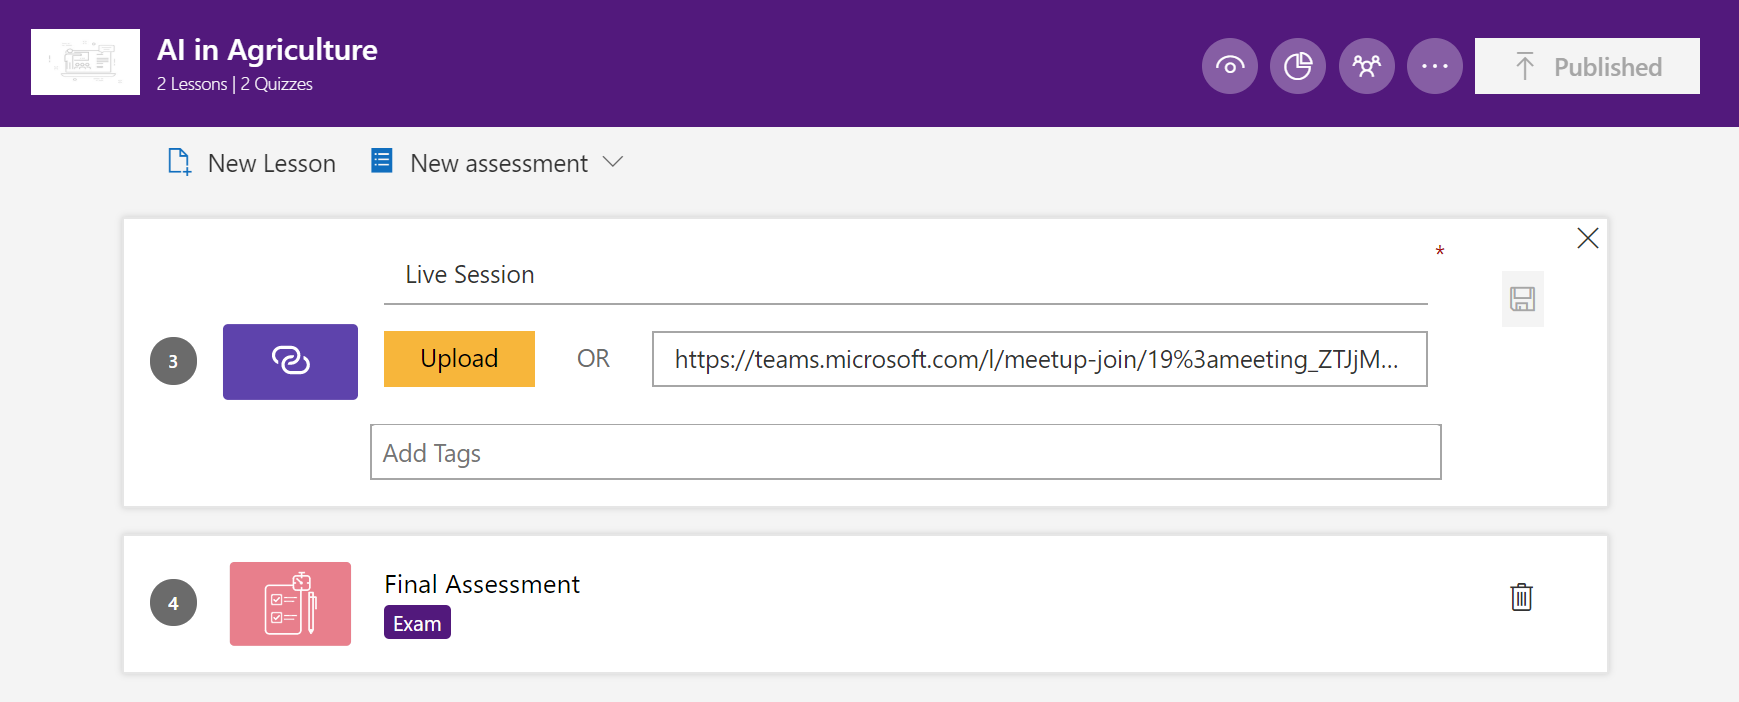 AI in Agriculture
2 Lessons | 2 Quizzes
Published
New Lesson
New assessment
*
Live Session
3
Upload
OR
https://teams.microsoft.com/l/meetup-join/19%3ameeting_ZTJjM...
Add Tags
4
Final Assessment
Exam